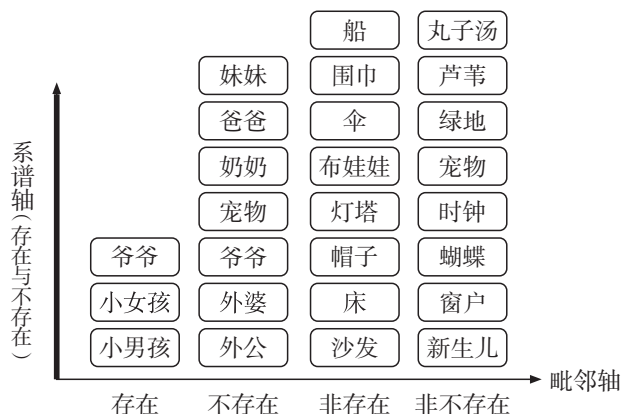 船 丸子汤
妹妹 围巾 芦苇
爸爸 伞 绿地
奶奶 布娃娃 宠物
宠物 灯塔 时钟
爷爷 爷爷 帽子 蝴蝶
小女孩 外婆 床 窗户
小男孩 外公 沙发 新生儿
系谱轴(存在与不存在)
毗邻轴
存在 不存在 非存在 非不存在